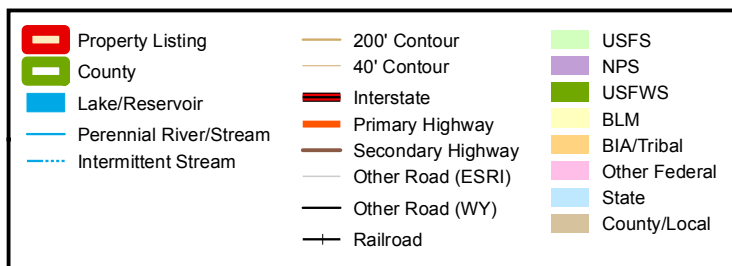 Property Listing
County
Lake/Reservoir
Perennial River/Stream
Intermittent Stream
200' Contour
40' Contour
Interstate
Primary Highway
Secondary Highway
Other Road (ESRI)
Other Road (WY)
Railroad
USFS
NPS
USFWS
BLM
BIA/Tribal
Other Federal
State
County/Local